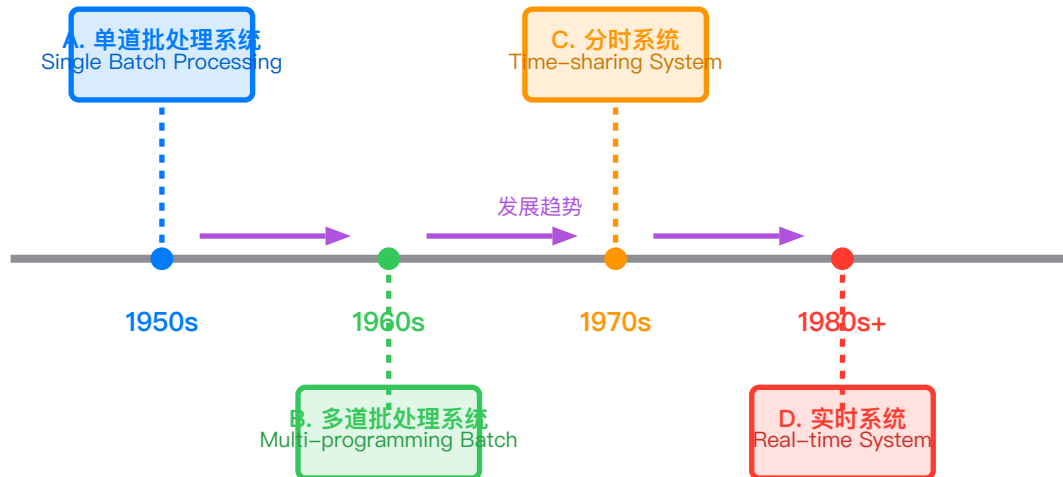 A. 单道批处理系统
Single Batch Processing
C. 分时系统
Time-sharing System
发展趋势
1950s
1960s
1970s
1980s+
B. 多道批处理系统
Multi-programming Batch
D. 实时系统
Real-time System